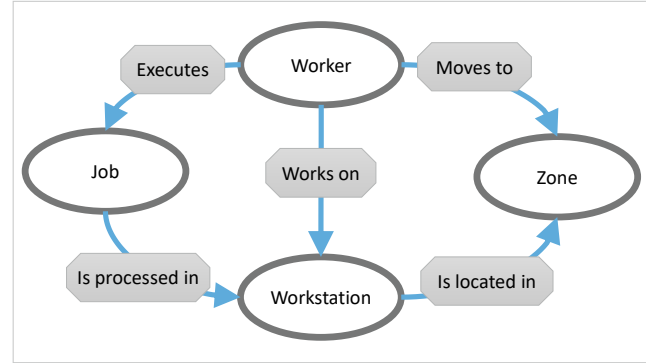 Worker
Executes
Moves to
Job
Works on
Zone
Is processed in
Workstation
Is located in